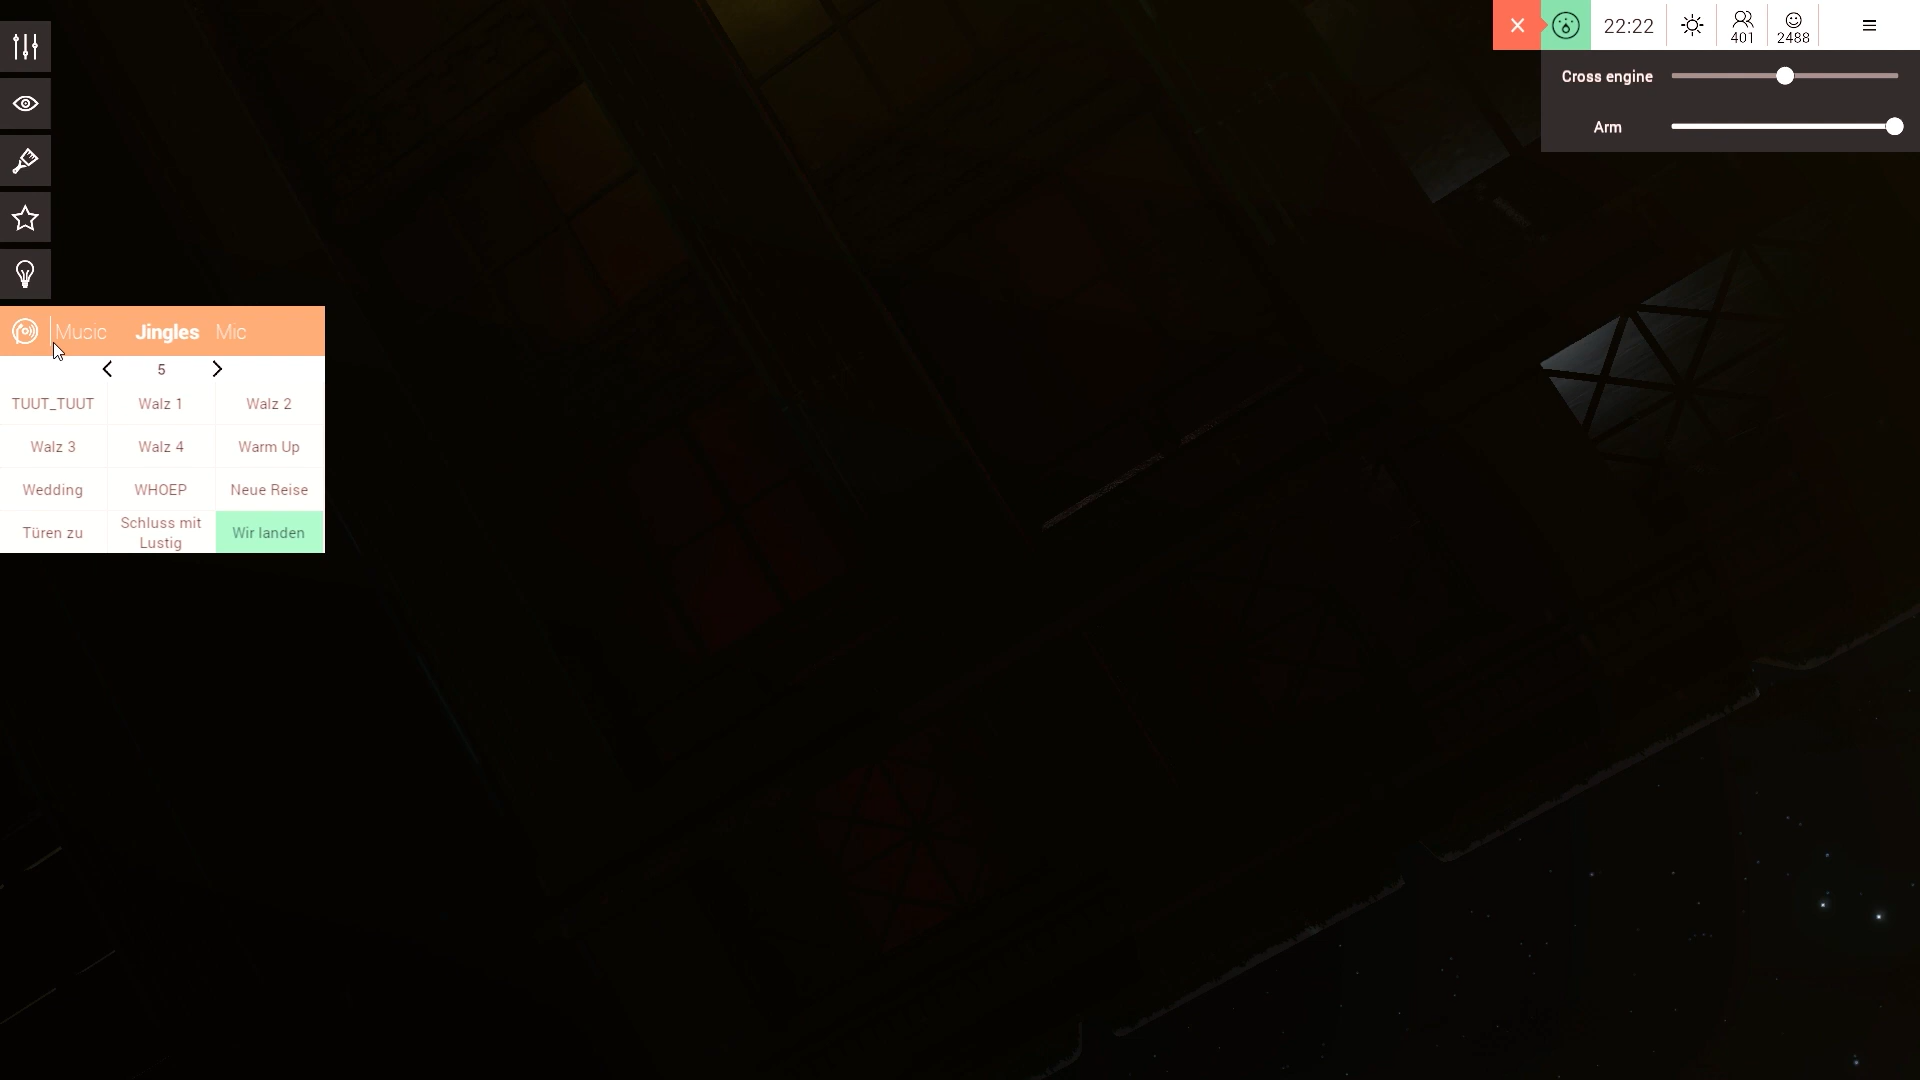 22:22
401
2488
Cross engine
Arm
Music Jingles Mic
5
TUUT_TUUT Walz 1 Walz 2
Walz 3 Walz 4 Warm Up
Wedding WHOEP Neue Reise
Türen zu Schluss mit Lustig Wir landen